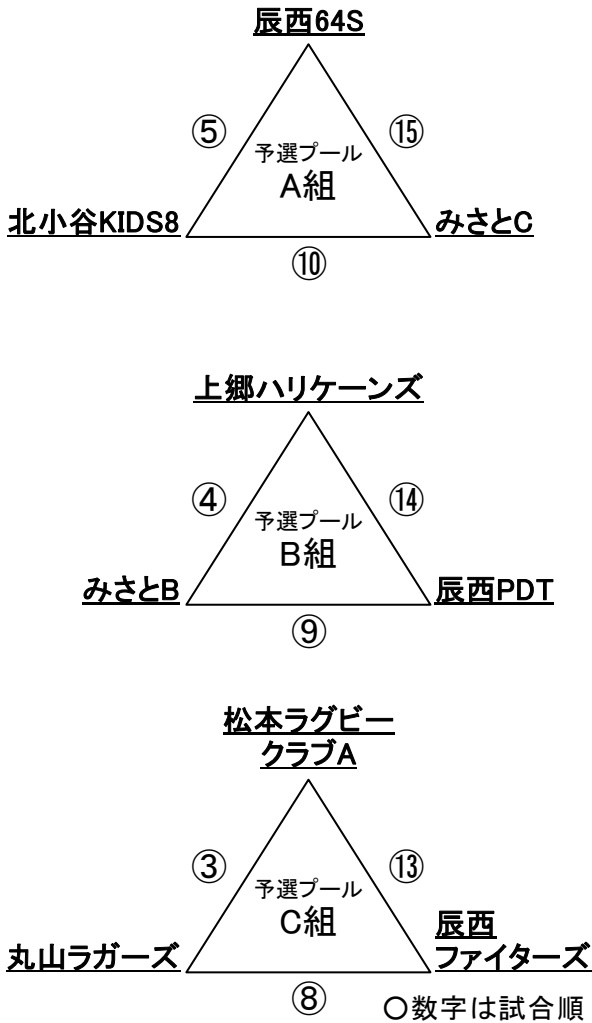 辰西64S
⑤
⑮
予選プール
A組
北小谷KIDS8
みさとC
⑩
上郷ハリケーンズ
④
⑭
予選プール
B組
みさとB
辰西PDT
⑨
松本ラグビー
クラブA
③
⑬
予選プール
C組
丸山ラガーズ
辰西
ファイターズ
⑧
○数字は試合順